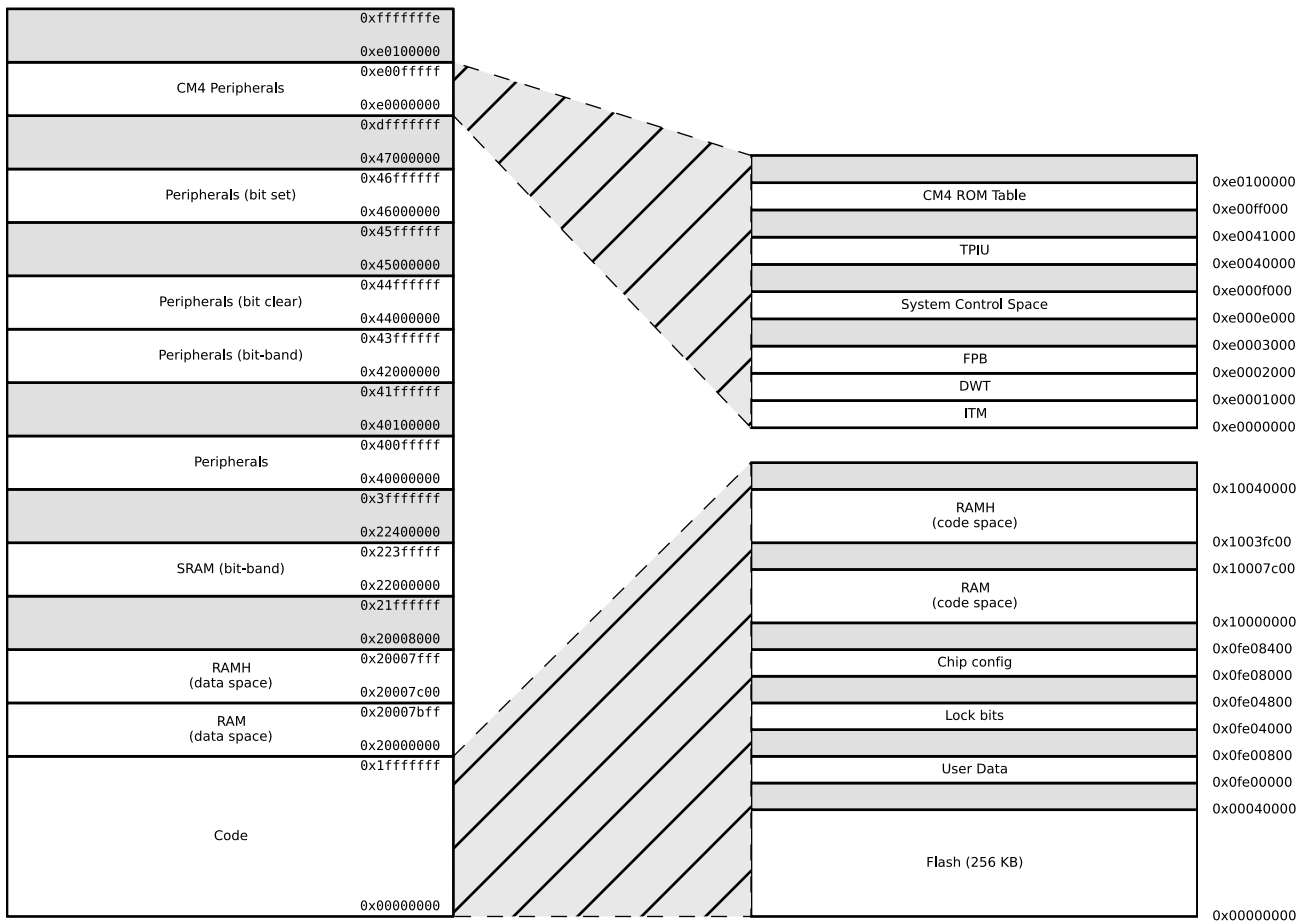 0xfffffffe
0xe0100000
0xe00fffff
CM4 Peripherals
0xe0000000
0xdfffffff
0x47000000
0x46ffffff
Peripherals (bit set)
0x46000000
0x45ffffff
0x45000000
0x44ffffff
Peripherals (bit clear)
0x44000000
0x43ffffff
Peripherals (bit-band)
0x42000000
0x41ffffff
0x40100000
0x400fffff
Peripherals
0x40000000
0x3fffffff
0x22400000
0x223fffff
SRAM (bit-band)
0x22000000
0x21ffffff
0x20008000
0x20007fff
RAMH
(data space)
0x20007c00
0x20007bff
RAM
(data space)
0x20000000
0x1fffffff
Code
0x00000000
0xe0100000
CM4 ROM Table
0xe00ff000
0xe0041000
TPIU
0xe0040000
0xe000f000
System Control Space
0xe000e000
0xe0003000
FPB
0xe0002000
DWT
0xe0001000
ITM
0xe0000000
0x10040000
RAMH
(code space)
0x1003fc00
0x10007c00
RAM
(code space)
0x10000000
0x0fe08400
Chip config
0x0fe08000
0x0fe04800
Lock bits
0x0fe04000
0x0fe00800
User Data
0x0fe00000
0x00040000
Flash (256 KB)
0x00000000